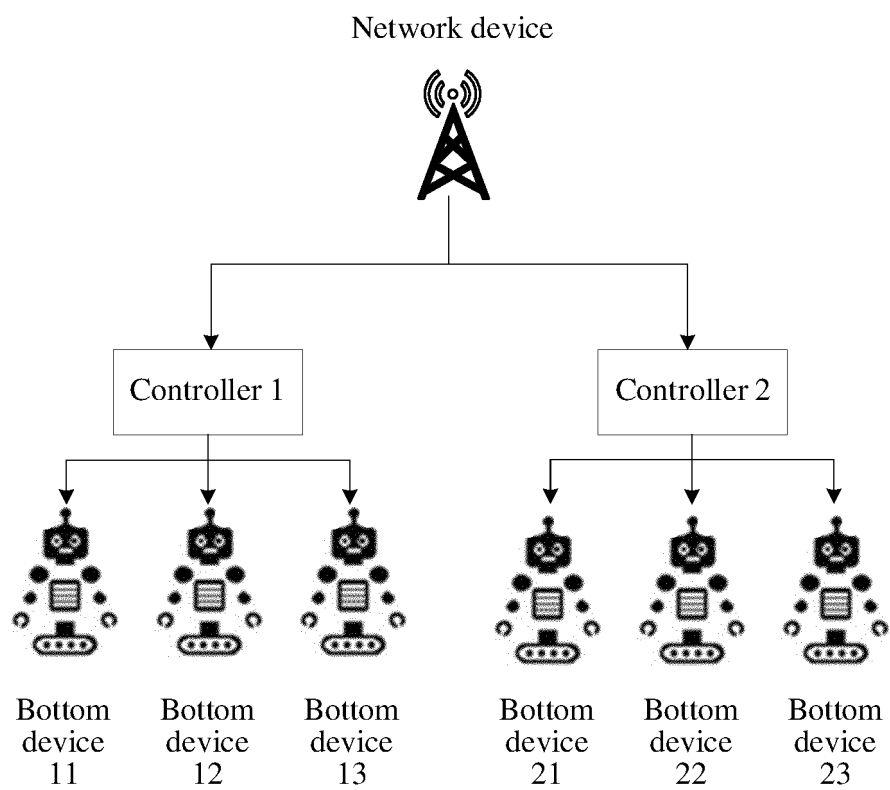 Network device
Controller 1
Controller 2
Bottom
device
11
Bottom
device
12
Bottom
device
13
Bottom
device
21
Bottom
device
22
Bottom
device
23